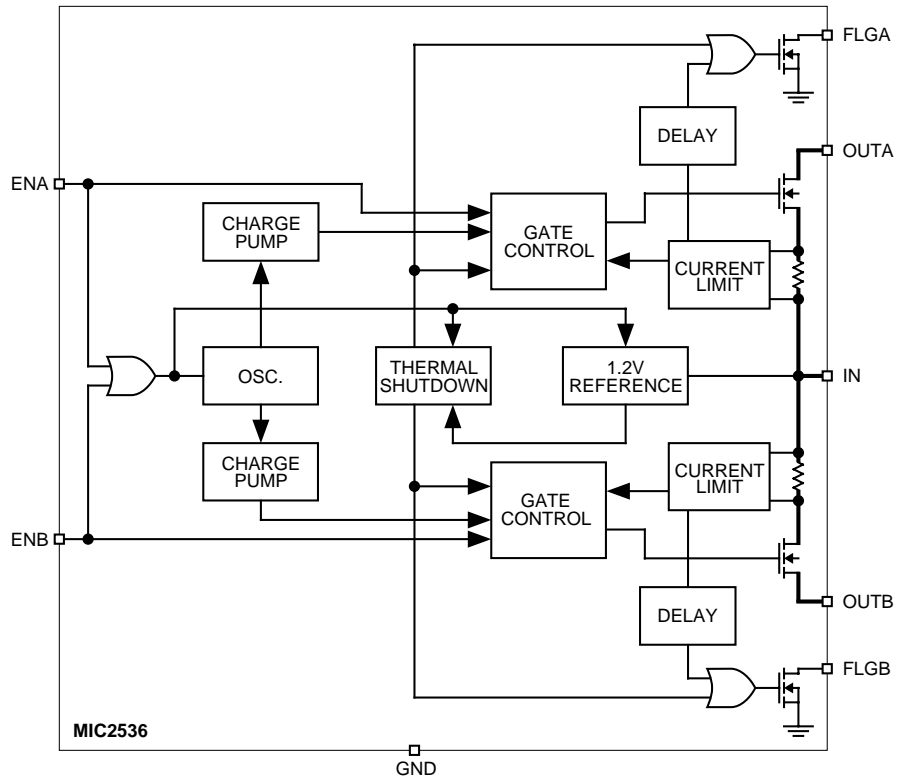 FLGA
DELAY
OUTA
ENA
CHARGE
PUMP
GATE
CONTROL
CURRENT
LIMIT
OSC.
THERMAL
SHUTDOWN
1.2V
REFERENCE
IN
CHARGE
PUMP
GATE
CONTROL
CURRENT
LIMIT
ENB
OUTB
DELAY
FLGB
MIC2536
GND